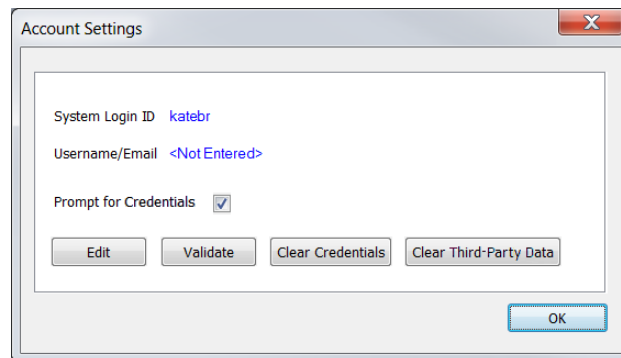 Account Settings
System Login ID katebr
Username/Email <Not Entered>
Prompt for Credentials
Edit Validate Clear Credentials Clear Third-Party Data
OK